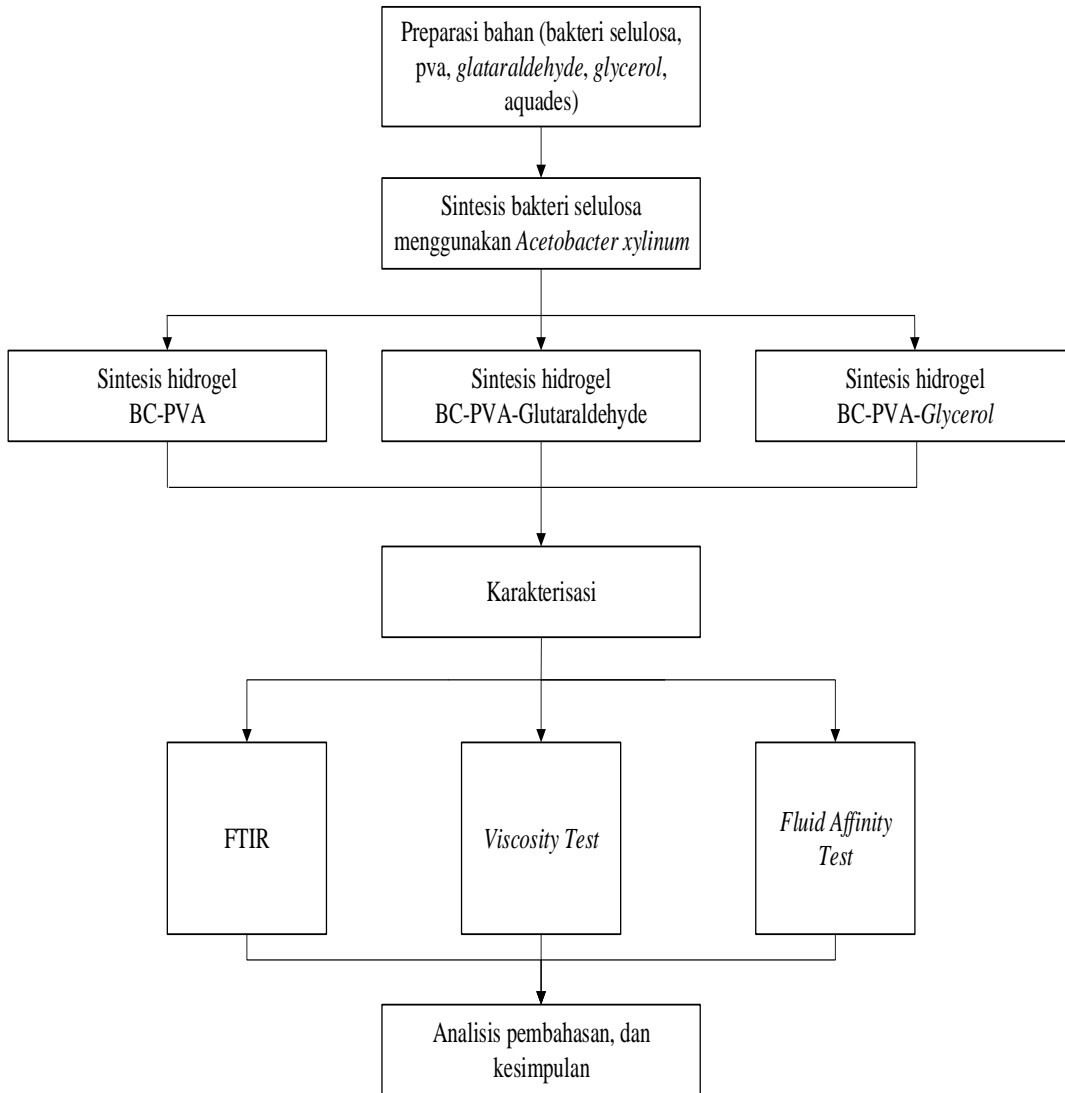 Preparasi bahan (bakteri selulosa,
pva, glataraldehyde, glycerol,
aquades)
Sintesis bakteri selulosa
menggunakan Acetobacter xylinum
Sintesis hidrogel
BC-PVA
Sintesis hidrogel
BC-PVA-Glutaraldehyde
Sintesis hidrogel
BC-PVA-Glycerol
Karakterisasi
FTIR
Viscosity Test
Fluid Affinity
Test
Analisis pembahasan, dan
kesimpulan